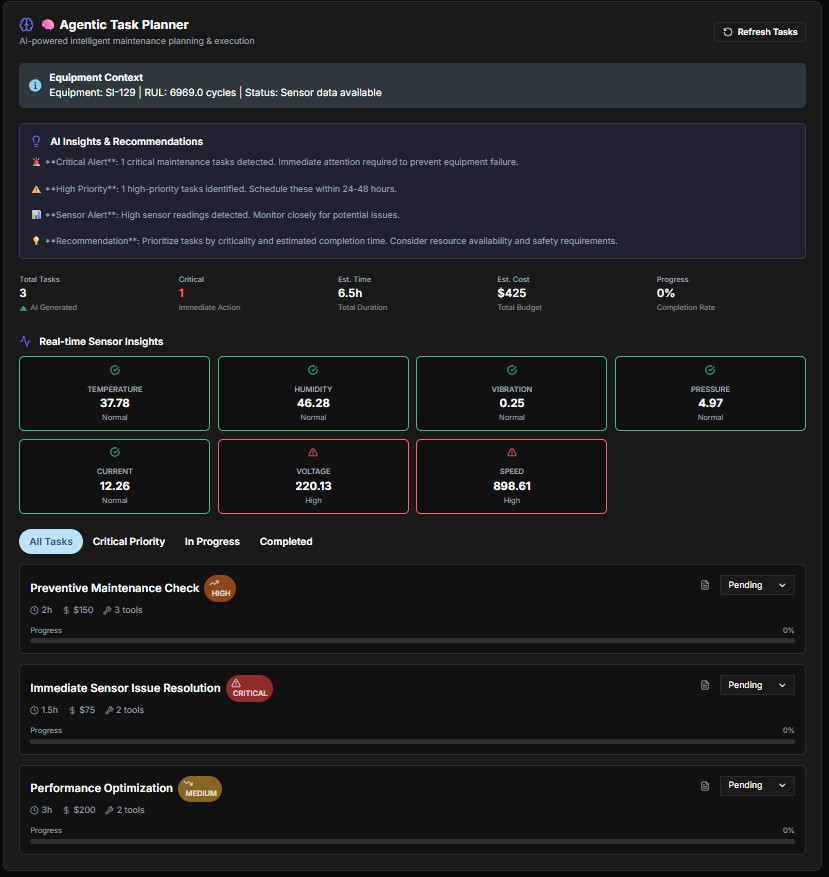 🧠 Agentic Task Planner
AI-powered intelligent maintenance planning & execution
Refresh Tasks
Equipment Context
Equipment: SI-129 | RUL: 6969.0 cycles | Status: Sensor data available
AI Insights & Recommendations
🚨 **Critical Alert**: 1 critical maintenance tasks detected. Immediate attention required to prevent equipment failure.
⚠️ **High Priority**: 1 high-priority tasks identified. Schedule these within 24-48 hours.
📊 **Sensor Alert**: High sensor readings detected. Monitor closely for potential issues.
💡 **Recommendation**: Prioritize tasks by criticality and estimated completion time. Consider resource availability and safety requirements.
Total Tasks
3
AI Generated
Critical
1
Immediate Action
Est. Time
6.5h
Total Duration
Est. Cost
$425
Total Budget
Progress
0%
Completion Rate
Real-time Sensor Insights
TEMPERATURE
37.78
Normal
HUMIDITY
46.28
Normal
VIBRATION
0.25
Normal
PRESSURE
4.97
Normal
CURRENT
12.26
Normal
VOLTAGE
220.13
High
SPEED
898.61
High
All Tasks Critical Priority In Progress Completed
Preventive Maintenance Check HIGH
Pending
2h $ $150 3 tools
Progress 0%
Immediate Sensor Issue Resolution CRITICAL
Pending
1.5h $ $75 2 tools
Progress 0%
Performance Optimization MEDIUM
Pending
3h $ $200 2 tools
Progress 0%